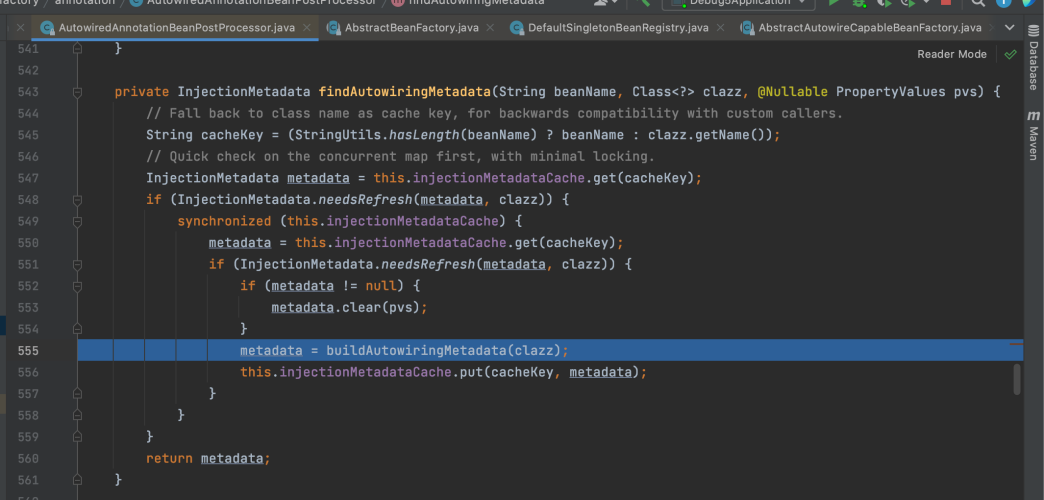 factory / annotation / AutowiredAnnotationBeanPostProcessor / findAutowiringMetadata DebugsApplication
AutowiredAnnotationBeanPostProcessor.java AbstractBeanFactory.java DefaultSingletonBeanRegistry.java AbstractAutowireCapableBeanFactory.java
Reader Mode
Database
Maven
541 }
542
543 private InjectionMetadata findAutowiringMetadata(String beanName, Class<?> clazz, @Nullable PropertyValues pvs) {
544 // Fall back to class name as cache key, for backwards compatibility with custom callers.
545 String cacheKey = (StringUtils.hasLength(beanName) ? beanName : clazz.getName());
546 // Quick check on the concurrent map first, with minimal locking.
547 InjectionMetadata metadata = this.injectionMetadataCache.get(cacheKey);
548 if (InjectionMetadata.needsRefresh(metadata, clazz)) {
549 synchronized (this.injectionMetadataCache) {
550 metadata = this.injectionMetadataCache.get(cacheKey);
551 if (InjectionMetadata.needsRefresh(metadata, clazz)) {
552 if (metadata != null) {
553 metadata.clear(pvs);
554 }
555 metadata = buildAutowiringMetadata(clazz);
556 this.injectionMetadataCache.put(cacheKey, metadata);
557 }
558 }
559 }
560 return metadata;
561 }